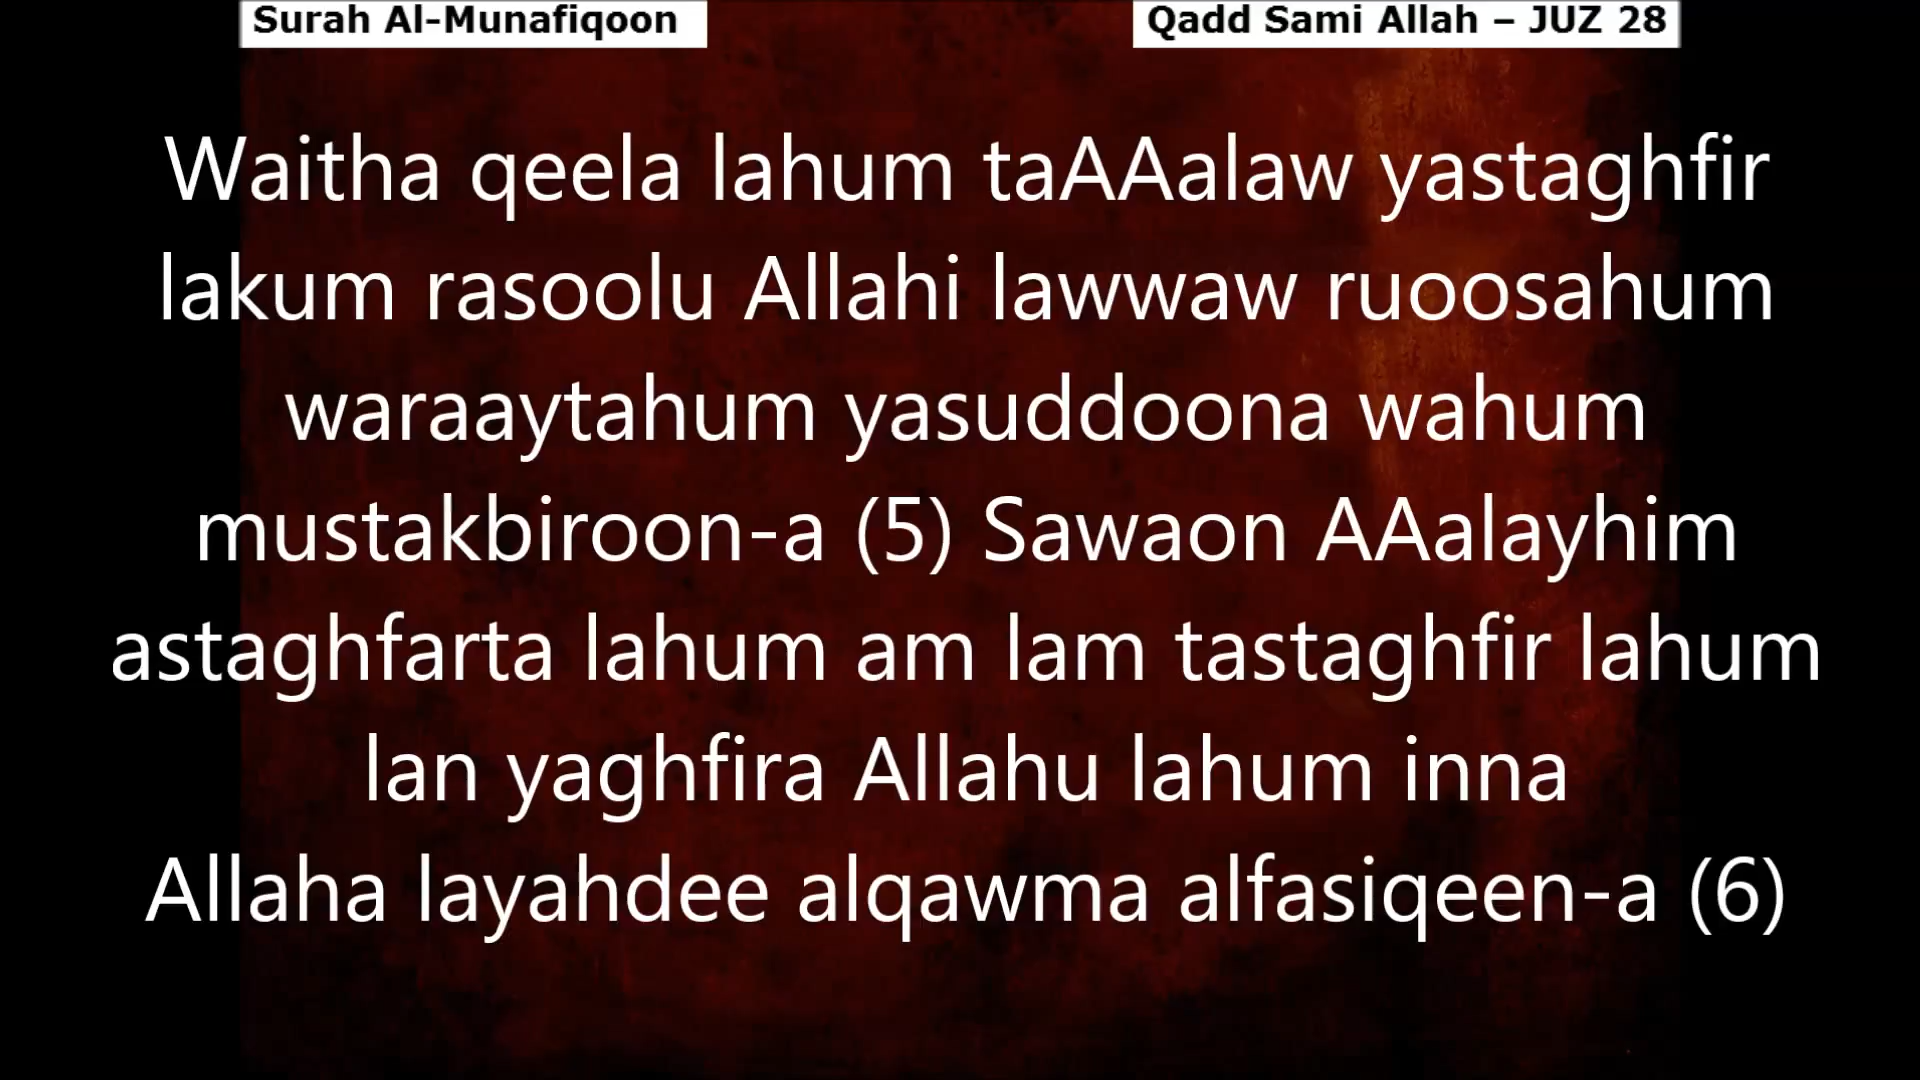 Surah Al-Munafiqoon
Qadd Sami Allah – JUZ 28
Waitha qeela lahum taAAalaw yastaghfir
lakum rasoolu Allahi lawwaw ruoosahum
waraaytahum yasuddoona wahum
mustakbiroon-a (5) Sawaon AAalayhim
astaghfarta lahum am lam tastaghfir lahum
lan yaghfira Allahu lahum inna
Allaha layahdee alqawma alfasiqeen-a (6)